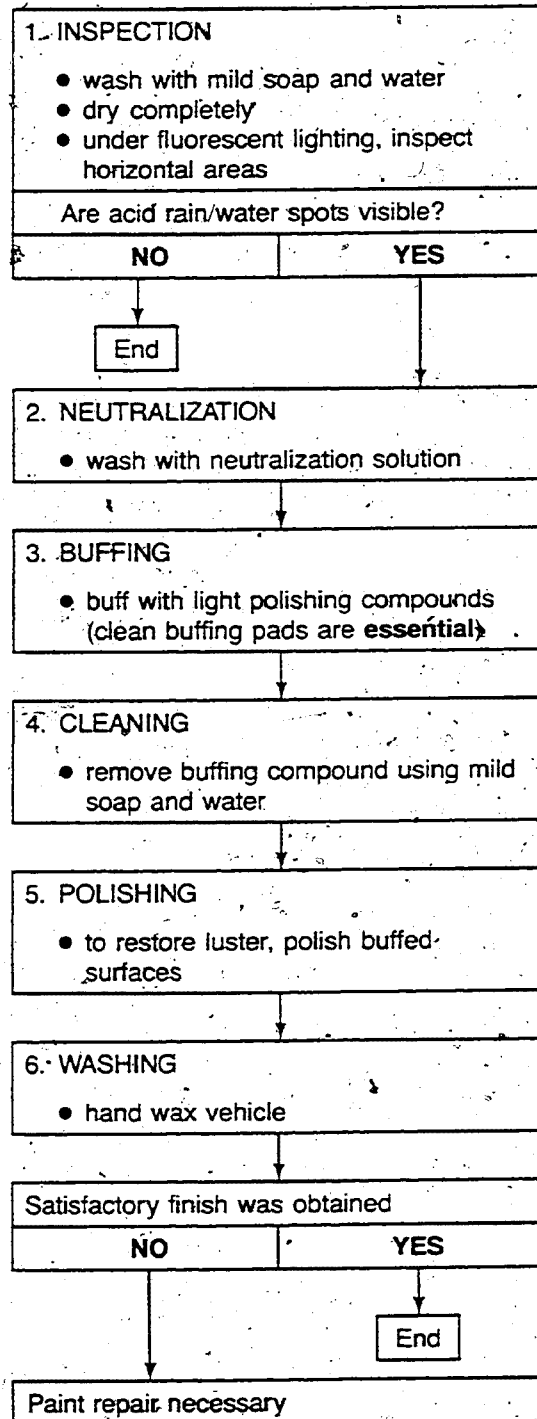 1. INSPECTION
• wash with mild soap and water
• dry completely
• under fluorescent lighting, inspect
horizontal areas
Are acid rain/water spots visible?
NO YES
End
2. NEUTRALIZATION
• wash with neutralization solution
3. BUFFING
• buff with light polishing compounds
(clean buffing pads are essential)
4. CLEANING
• remove buffing compound using mild
soap and water
5. POLISHING
• to restore luster, polish buffed
surfaces
6. WASHING
• hand wax vehicle
Satisfactory finish was obtained
NO YES
End
Paint repair necessary